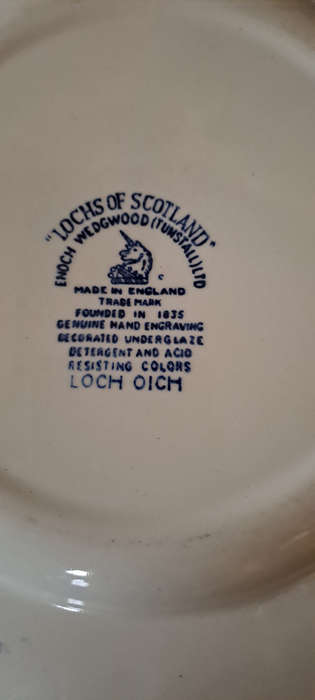 "LOCHS OF SCOTLAND"
ENOCH WEDGWOOD (TUNSTALL) LTD
MADE IN ENGLAND
TRADE MARK
FOUNDED IN 1835
GENUINE HAND ENGRAVING
DECORATED UNDERGLAZE
DETERGENT AND ACID
RESISTING COLORS
LOCH OICH